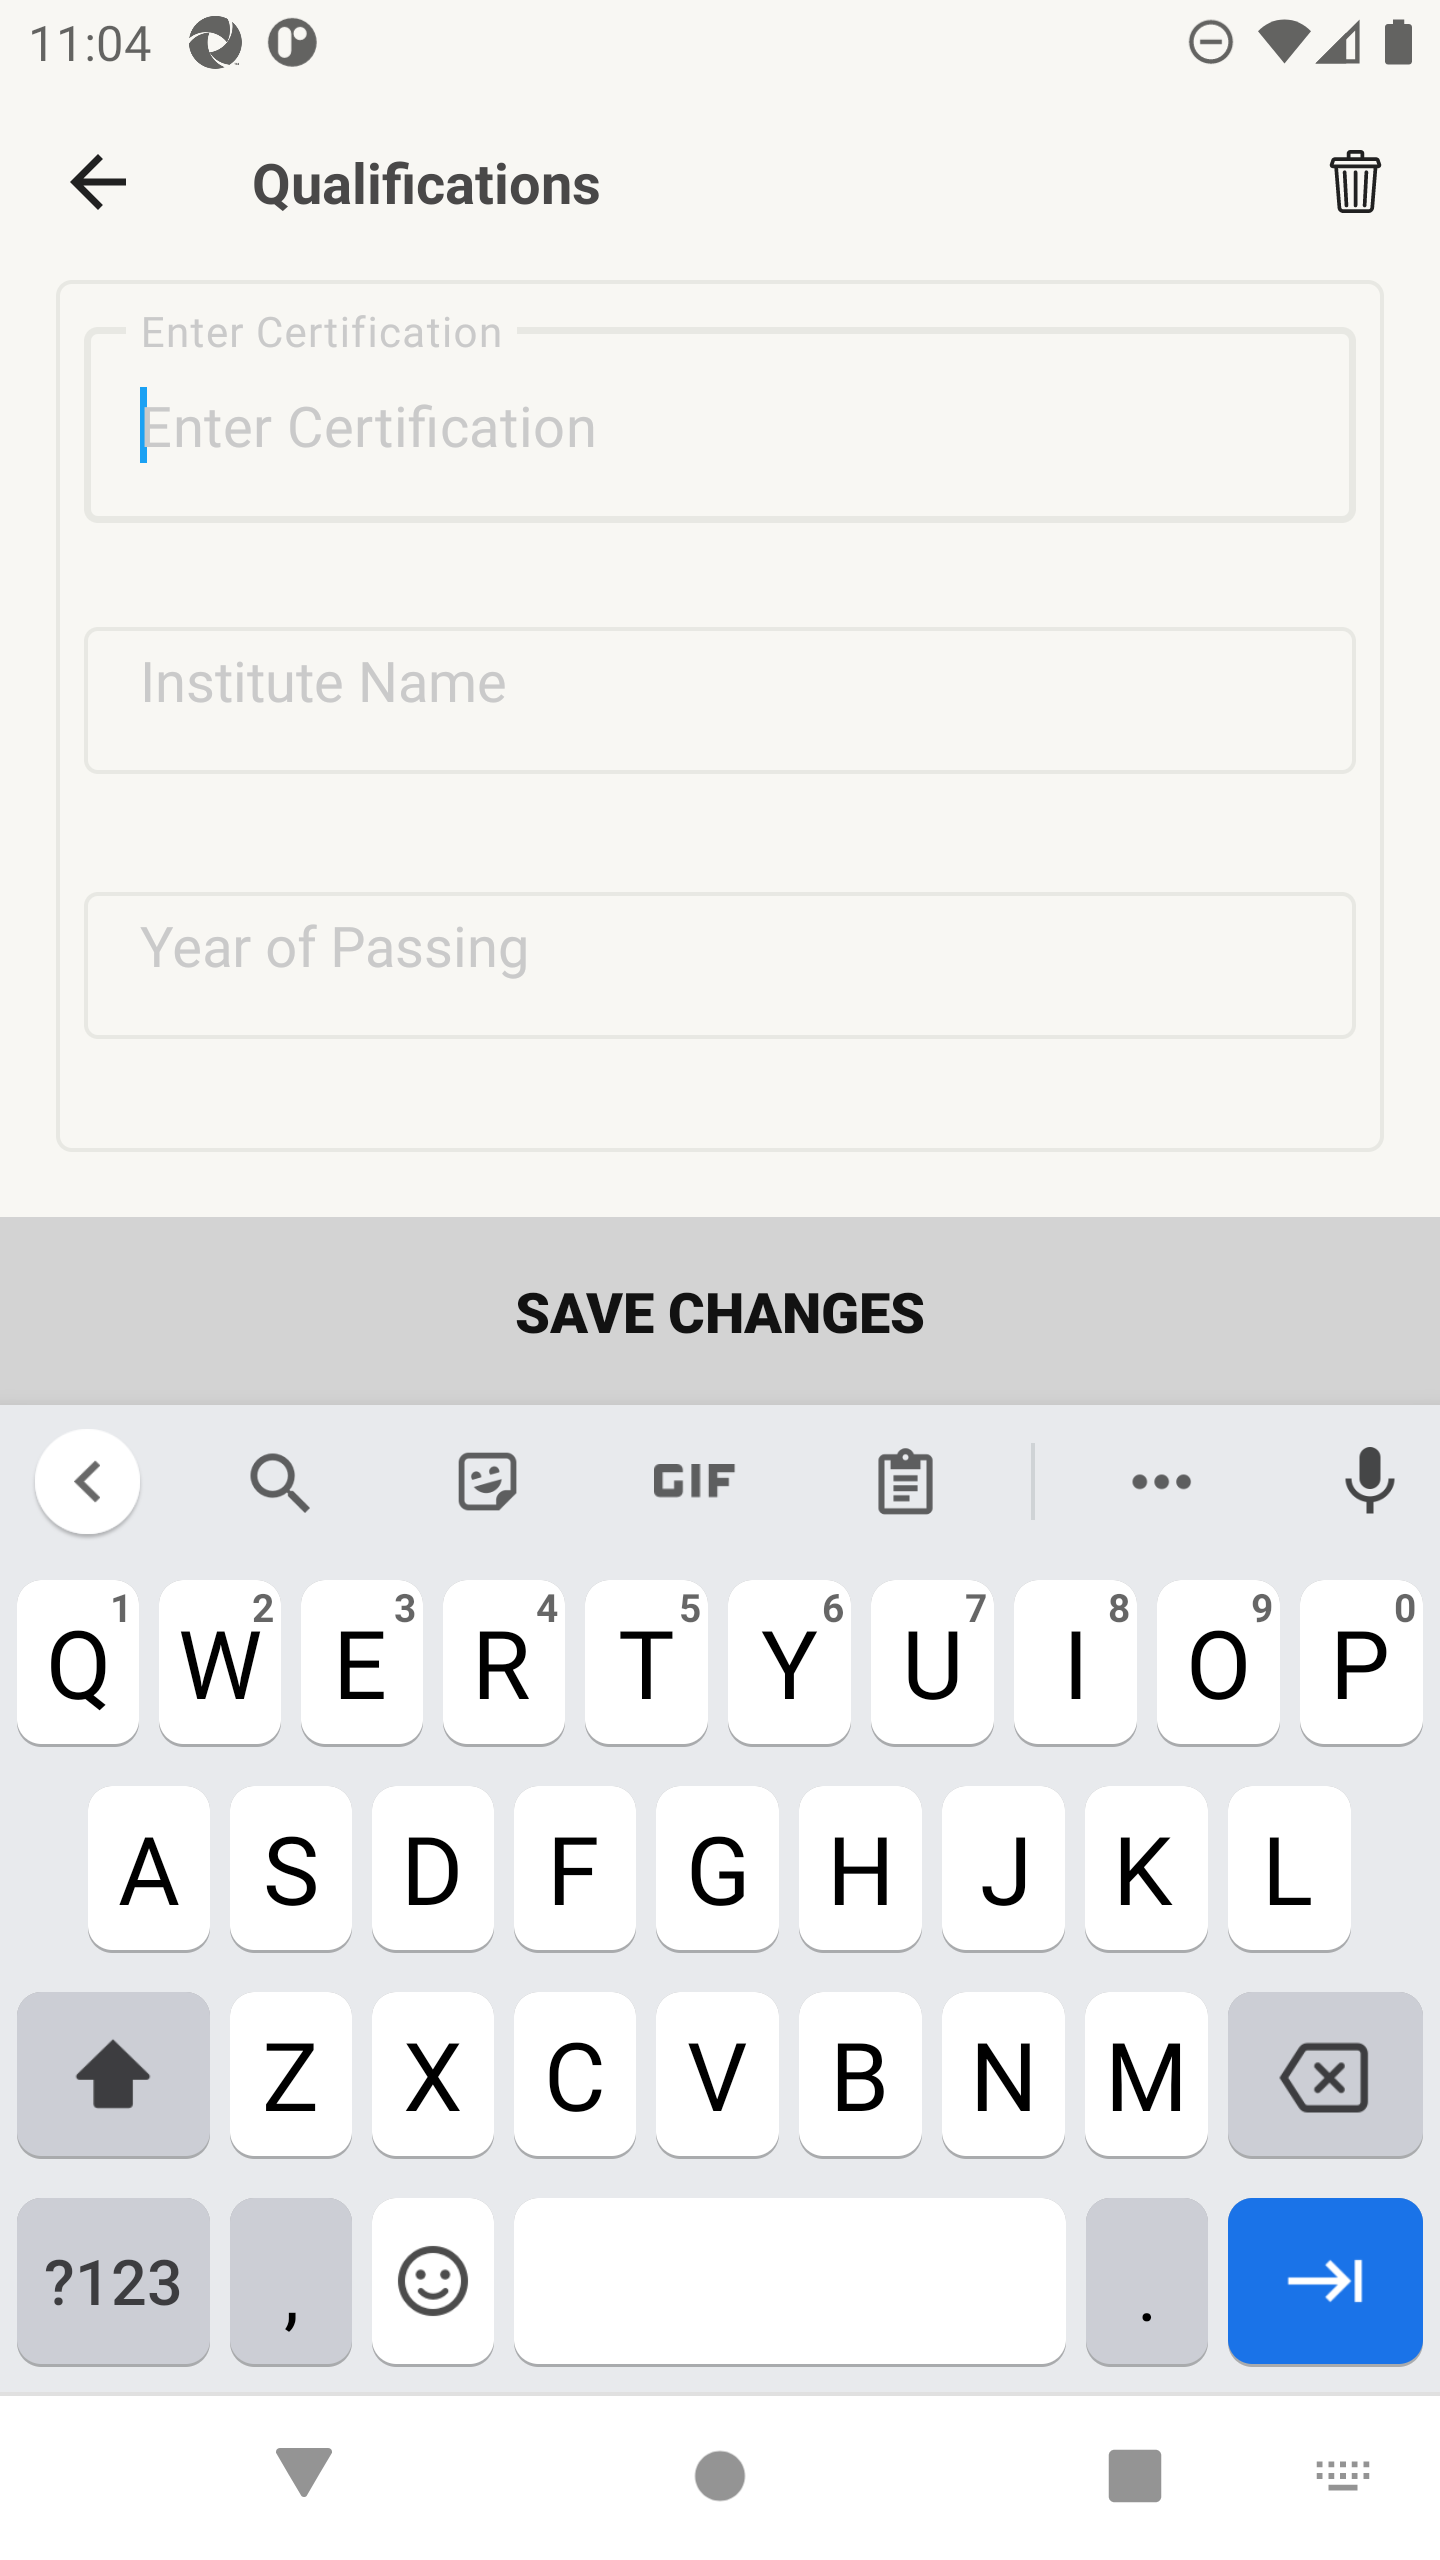 11:04
Qualifications
Enter Certification
Enter Certification
Institute Name
Year of Passing
SAVE CHANGES
GIF
1 2 3 4 5 6 7 8 9 0
Q W E R T Y U I O P
A S D F G H J K L
Z X C V B N M
?123 , .